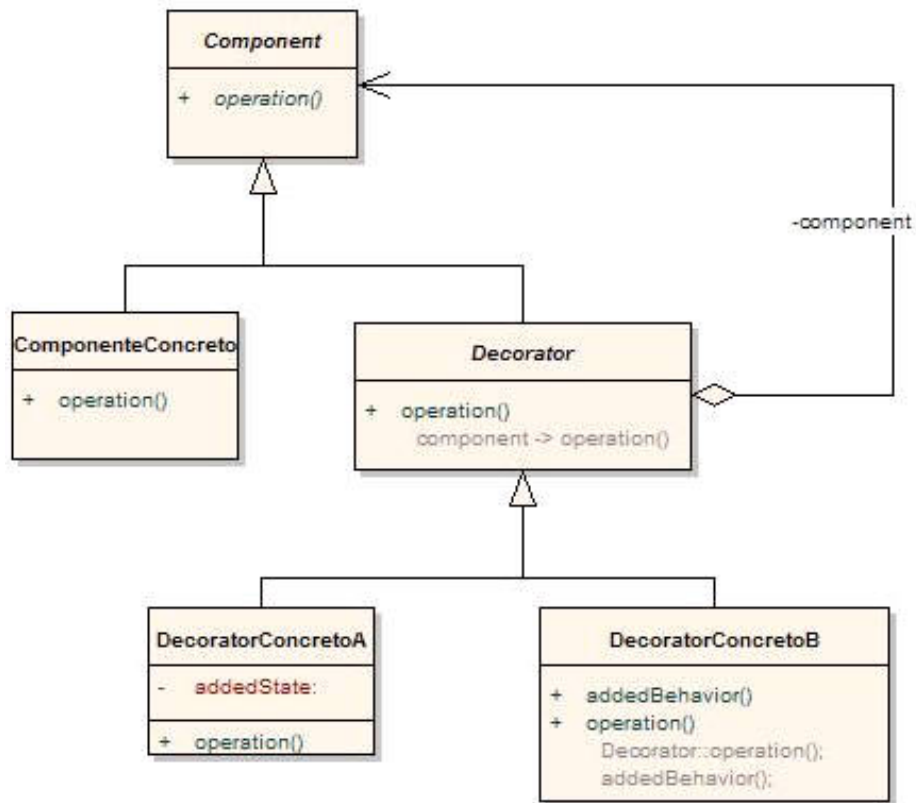 Component
+ operation()
-component
ComponenteConcreto
+ operation()
Decorator
+ operation()
component -> operation()
DecoratorConcretoA
- addedState:
+ operation()
DecoratorConcretoB
+ addedBehavior()
+ operation()
Decorator::operation();
addedBehavior();